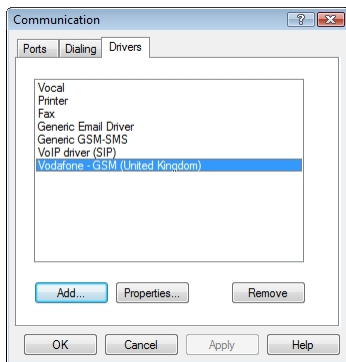 Communication
Ports Dialing Drivers
Vocal
Printer
Fax
Generic Email Driver
Generic GSM-SMS
VoIP driver (SIP)
Vodafone - GSM (United Kingdom)
Add... Properties... Remove
OK Cancel Apply Help